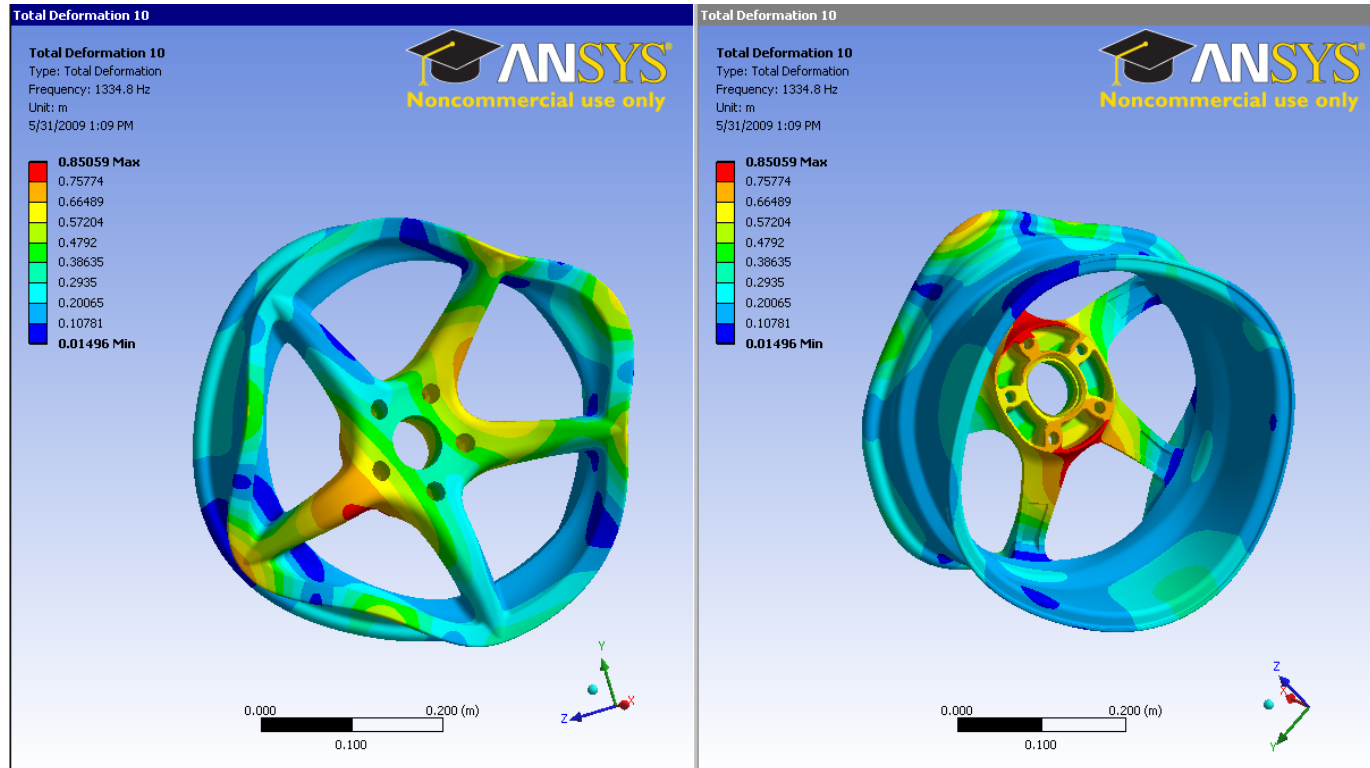 Total Deformation 10
Total Deformation 10
Type: Total Deformation
Frequency: 1334.8 Hz
Unit: m
5/31/2009 1:09 PM
ANSYS®
Noncommercial use only
0.85059 Max
0.75774
0.66489
0.57204
0.4792
0.38635
0.2935
0.20065
0.10781
0.01496 Min
Y
Z
X
0.000
0.200 (m)
0.100
Total Deformation 10
Total Deformation 10
Type: Total Deformation
Frequency: 1334.8 Hz
Unit: m
5/31/2009 1:09 PM
ANSYS®
Noncommercial use only
0.85059 Max
0.75774
0.66489
0.57204
0.4792
0.38635
0.2935
0.20065
0.10781
0.01496 Min
Z
X
Y
0.000
0.200 (m)
0.100